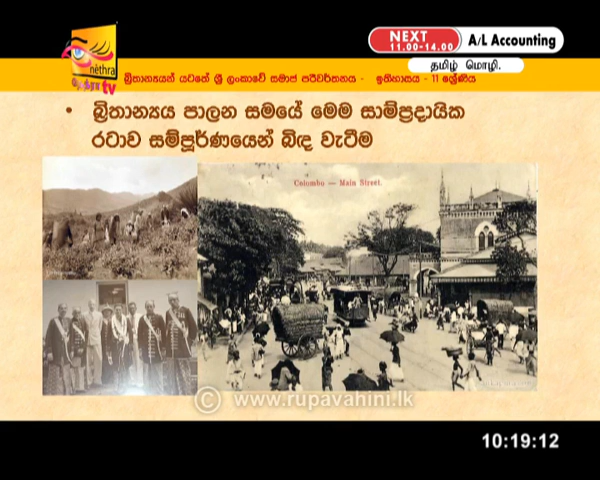 NEXT
11.00-14.00
A/L Accounting
தமிழ் மொழி.
nethra
நேத்ரா tv
බ්‍රිතාන්‍යයන් යටතේ ශ්‍රී ලංකාවේ සමාජ පරිවර්තනය - ඉතිහාසය - 11 ශ්‍රේණිය
• බ්‍රිතාන්‍යය පාලන සමයේ මෙම සාම්ප්‍රදායික
රටාව සම්පූර්ණයෙන් බිඳ වැටීම
Colombo — Main Street.
© www.rupavahini.lk
10:19:12